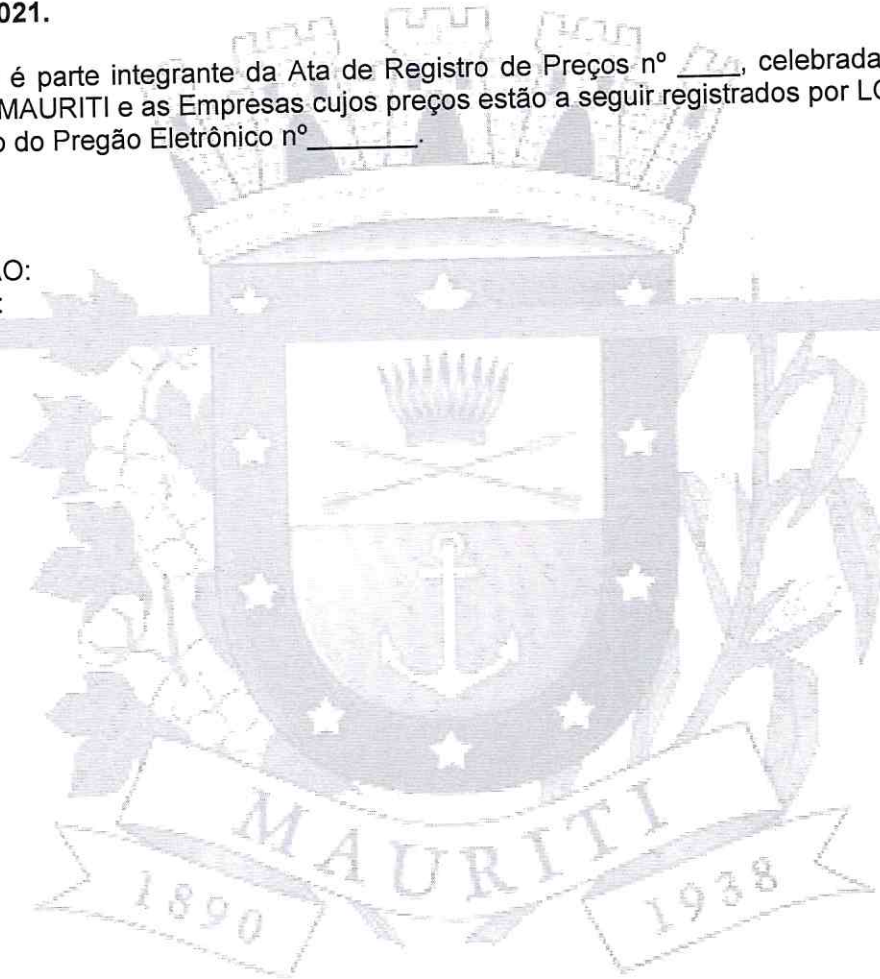 021.
é parte integrante da Ata de Registro de Preços nº ____, celebrada
MAURITI e as Empresas cujos preços estão a seguir registrados por LO
o do Pregão Eletrônico nº________.
ÃO:
:
MAURITI
1890
1938